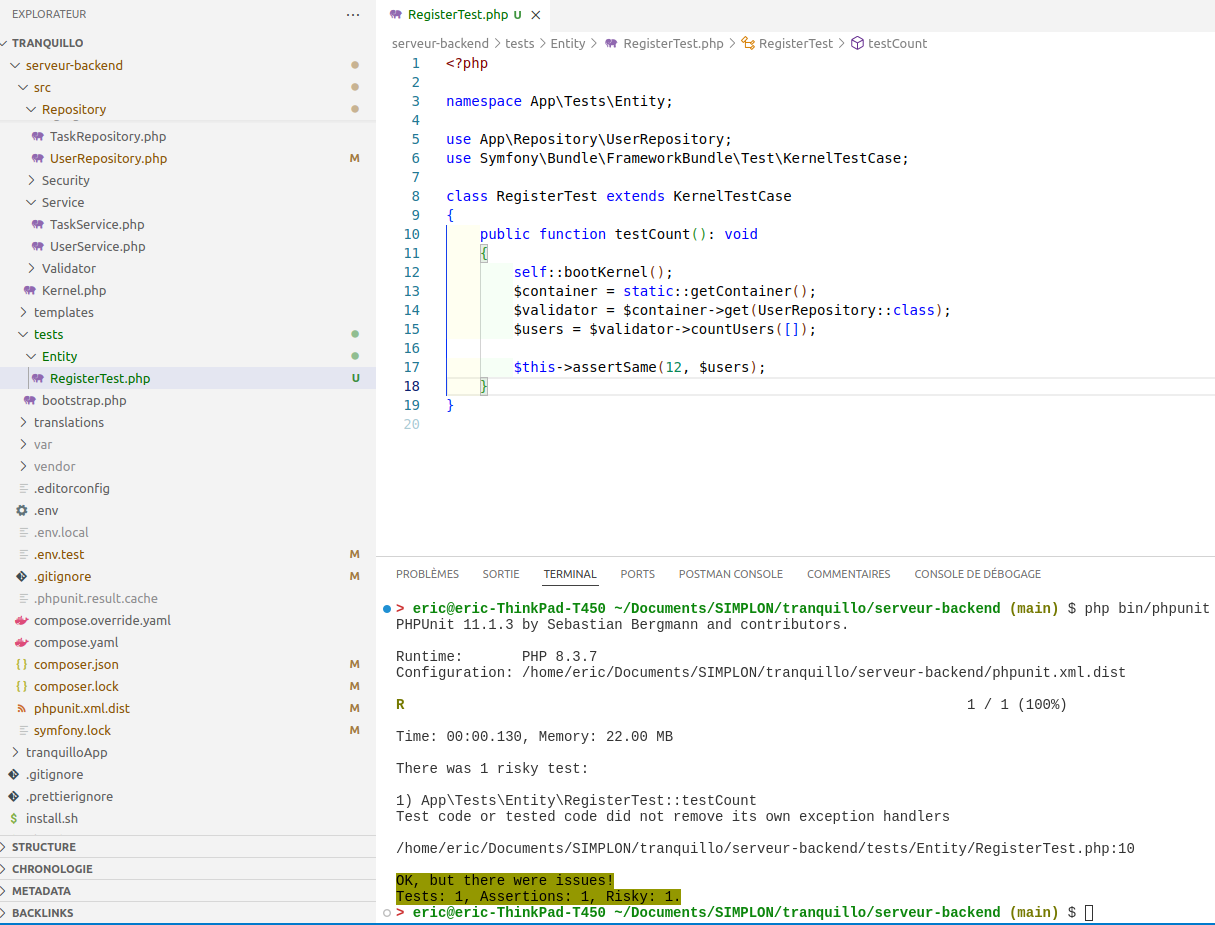 EXPLORATEUR
TRANQUILLO
serveur-backend
src
Repository
TaskRepository.php
UserRepository.php M
Security
Service
TaskService.php
UserService.php
Validator
Kernel.php
templates
tests
Entity
RegisterTest.php U
bootstrap.php
translations
var
vendor
.editorconfig
.env
.env.local
.env.test M
.gitignore M
.phpunit.result.cache
compose.override.yaml
compose.yaml
composer.json M
composer.lock M
phpunit.xml.dist M
symfony.lock M
tranquilloApp
.gitignore
.prettierignore
install.sh
STRUCTURE
CHRONOLOGIE
METADATA
BACKLINKS
RegisterTest.php U
serveur-backend > tests > Entity > RegisterTest.php > RegisterTest > testCount
1 <?php
2
3 namespace App\Tests\Entity;
4
5 use App\Repository\UserRepository;
6 use Symfony\Bundle\FrameworkBundle\Test\KernelTestCase;
7
8 class RegisterTest extends KernelTestCase
9 {
10 public function testCount(): void
11 {
12 self::bootKernel();
13 $container = static::getContainer();
14 $validator = $container->get(UserRepository::class);
15 $users = $validator->countUsers([]);
16
17 $this->assertSame(12, $users);
18 }
19 }
20
PROBLÈMES SORTIE TERMINAL PORTS POSTMAN CONSOLE COMMENTAIRES CONSOLE DE DÉBOGAGE
> eric@eric-ThinkPad-T450 ~/Documents/SIMPLON/tranquillo/serveur-backend (main) $ php bin/phpunit
PHPUnit 11.1.3 by Sebastian Bergmann and contributors.
Runtime: PHP 8.3.7
Configuration: /home/eric/Documents/SIMPLON/tranquillo/serveur-backend/phpunit.xml.dist
R 1 / 1 (100%)
Time: 00:00.130, Memory: 22.00 MB
There was 1 risky test:
1) App\Tests\Entity\RegisterTest::testCount
Test code or tested code did not remove its own exception handlers
/home/eric/Documents/SIMPLON/tranquillo/serveur-backend/tests/Entity/RegisterTest.php:10
OK, but there were issues!
Tests: 1, Assertions: 1, Risky: 1.
> eric@eric-ThinkPad-T450 ~/Documents/SIMPLON/tranquillo/serveur-backend (main) $